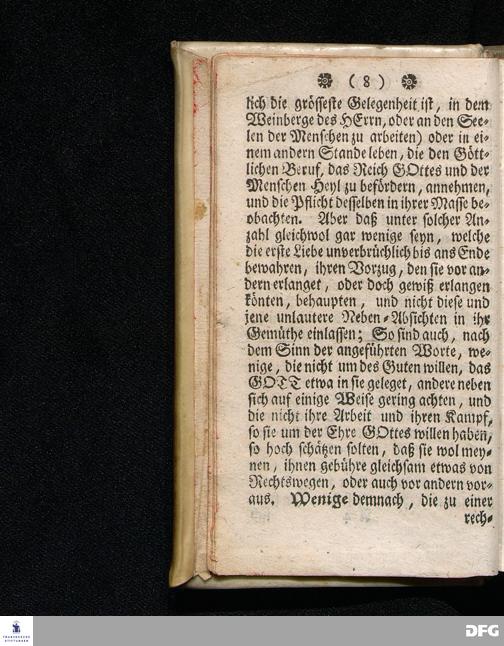 ( 8 )
lich die grösseste Gelegenheit ist, in dem
Weinberge des HErrn, oder an den See-
len der Menschen zu arbeiten) oder in ei-
nem andern Stande leben, die den Gött-
lichen Beruf, das Reich GOttes und der
Menschen Heyl zu befördern, annehmen,
und die Pflicht desselben in ihrer Masse be-
obachten. Aber daß unter solcher An-
zahl gleichwol gar wenige seyn, welche
die erste Liebe unverbrüchlich bis ans Ende
bewahren, ihren Vorzug, den sie vor an-
dern erlanget, oder doch gewiß erlangen
könten, behaupten, und nicht diese und
jene unlautere Neben-Absichten in ihr
Gemüthe einlassen; So sind auch, nach
dem Sinn der angeführten Worte, we-
nige, die nicht um des Guten willen, das
GOTT etwa in sie geleget, andere neben
sich auf einige Weise gering achten, und
die nicht ihre Arbeit und ihren Kampf,
so sie um der Ehre GOttes willen haben,
so hoch schätzen solten, daß sie wol mey-
nen, ihnen gebühre gleichsam etwas von
Rechtswegen, oder auch vor andern vor-
aus. Wenige demnach, die zu einer
rech-
FRANCKESCHE
STIFTUNGEN
DFG